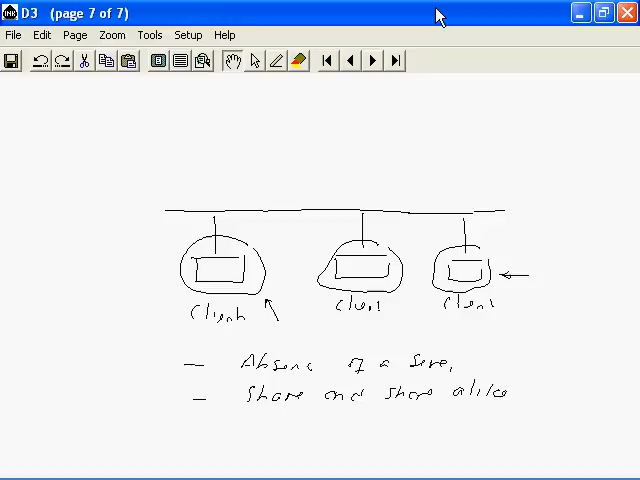 D3 (page 7 of 7)
File Edit Page Zoom Tools Setup Help
Client Client Client
— Absence of a server
— Share and share alike